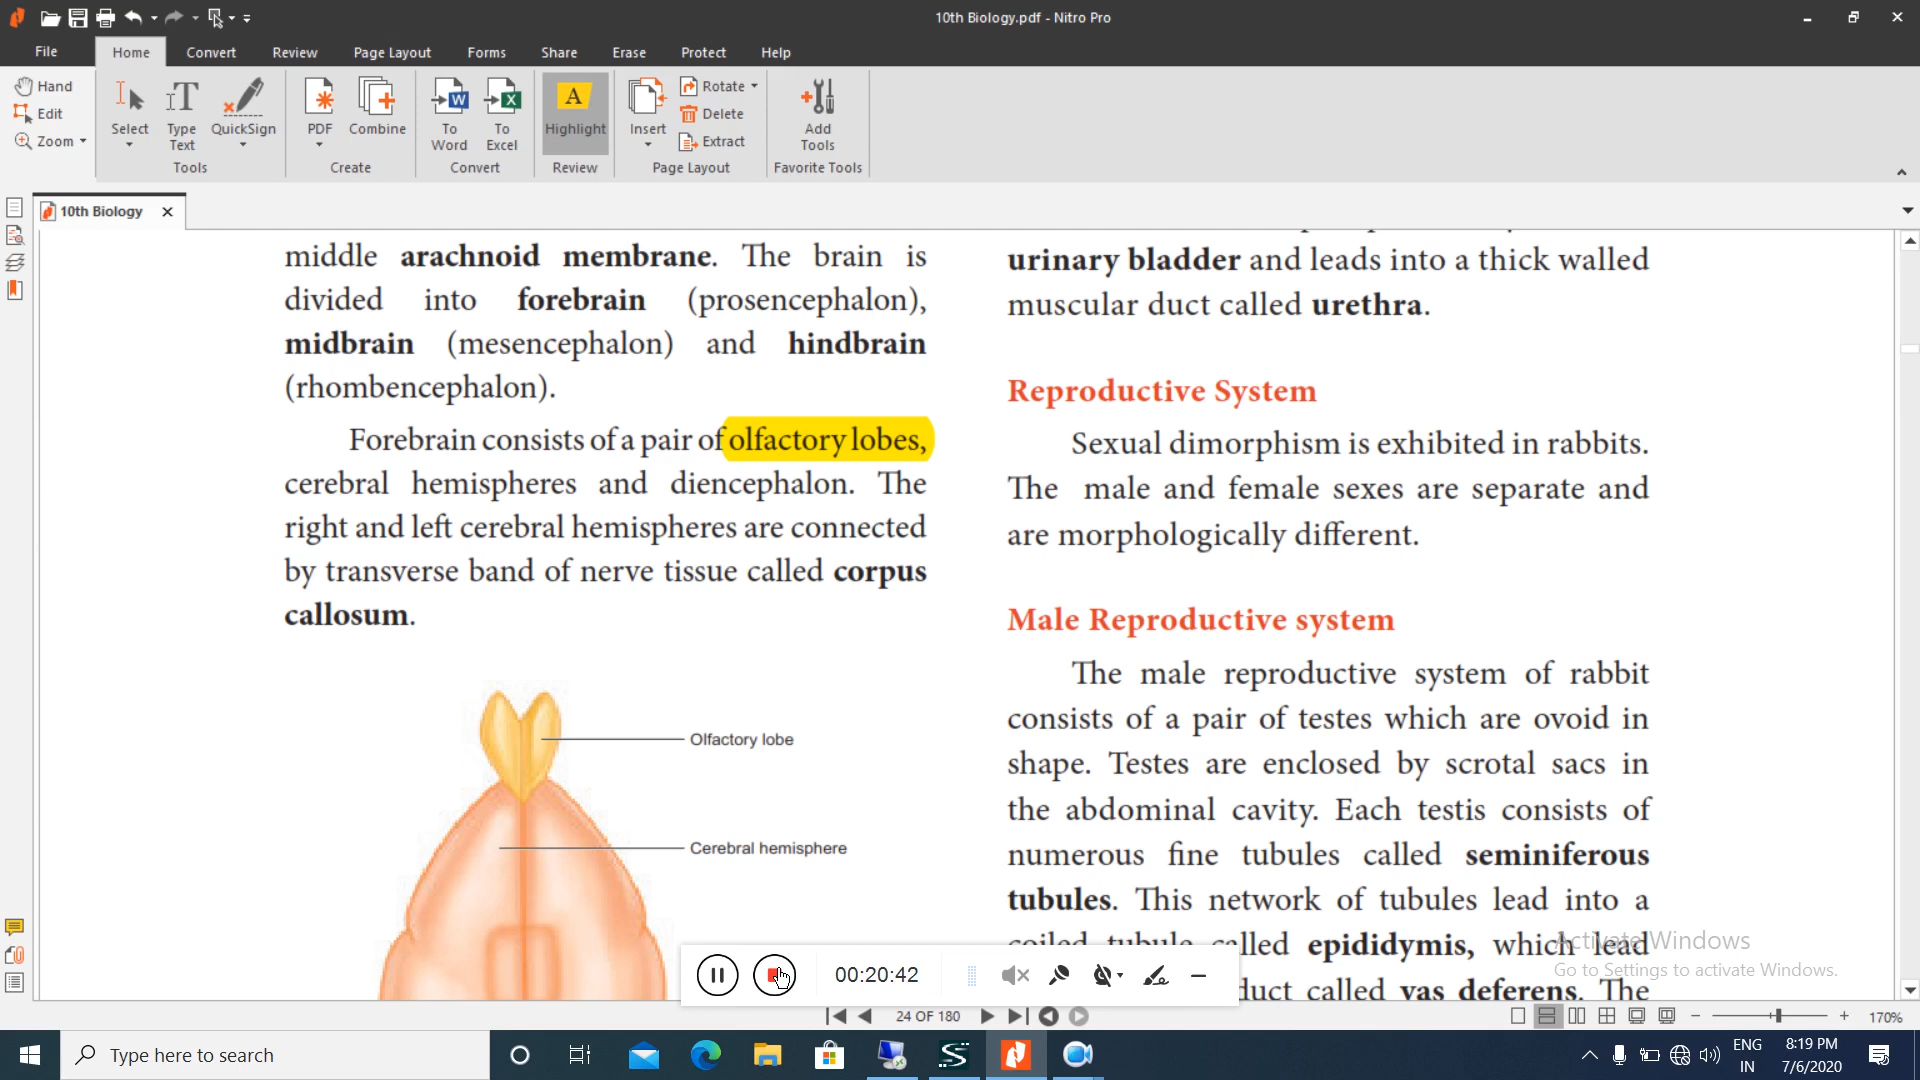 10th Biology.pdf - Nitro Pro
File
Home
Convert
Review
Page Layout
Forms
Share
Erase
Protect
Help
Hand
Edit
Zoom
Select
Type
Text
QuickSign
Tools
PDF
Combine
Create
To
Word
To
Excel
Convert
A
Highlight
Review
Insert
Rotate
Delete
Extract
Page Layout
Add
Tools
Favorite Tools
10th Biology
middle arachnoid membrane. The brain is
divided into forebrain (prosencephalon),
midbrain (mesencephalon) and hindbrain
(rhombencephalon).
Forebrain consists of a pair of olfactory lobes,
cerebral hemispheres and diencephalon. The
right and left cerebral hemispheres are connected
by transverse band of nerve tissue called corpus
callosum.
Olfactory lobe
Cerebral hemisphere
urinary bladder and leads into a thick walled
muscular duct called urethra.
Reproductive System
Sexual dimorphism is exhibited in rabbits.
The male and female sexes are separate and
are morphologically different.
Male Reproductive system
The male reproductive system of rabbit
consists of a pair of testes which are ovoid in
shape. Testes are enclosed by scrotal sacs in
the abdominal cavity. Each testis consists of
numerous fine tubules called seminiferous
tubules. This network of tubules lead into a
coiled tubule called epididymis, which lead
duct called vas deferens. The
Activate Windows
Go to Settings to activate Windows.
00:20:42
24 OF 180
170%
Type here to search
ENG
IN
8:19 PM
7/6/2020